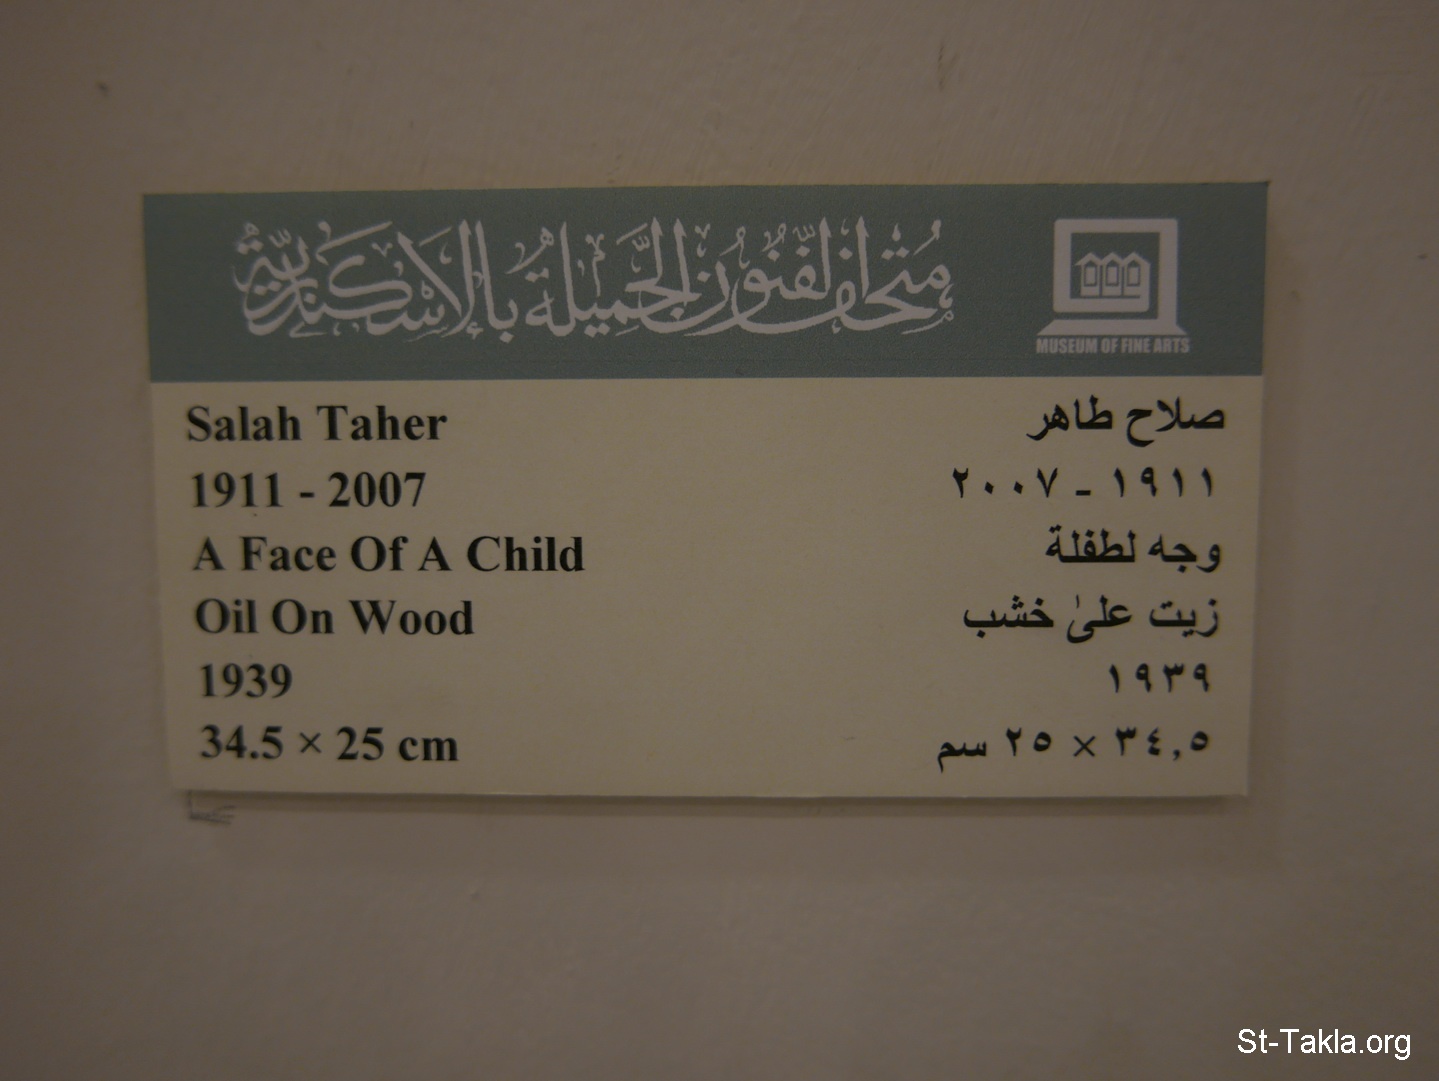 متحف الفنون الجميلة بالاسكندرية
MUSEUM OF FINE ARTS
Salah Taher
1911 - 2007
A Face Of A Child
Oil On Wood
1939
34.5 × 25 cm
صلاح طاهر
١٩١١ - ٢٠٠٧
وجه لطفلة
زيت على خشب
١٩٣٩
٣٤,٥ × ٢٥ سم
St-Takla.org